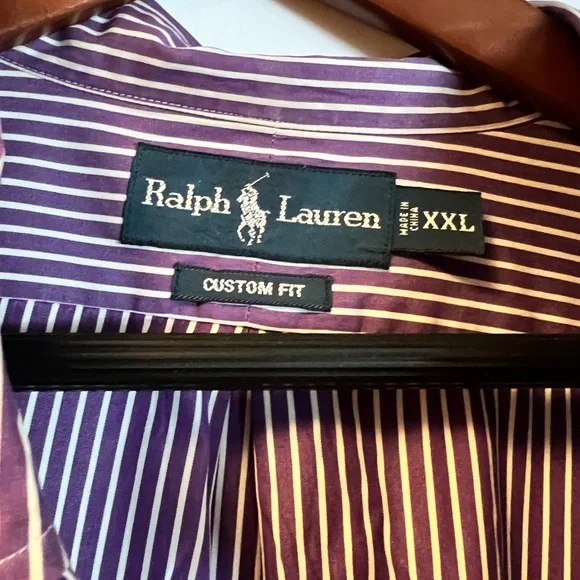 Ralph Lauren
MADE IN
CHINA
XXL
CUSTOM FIT